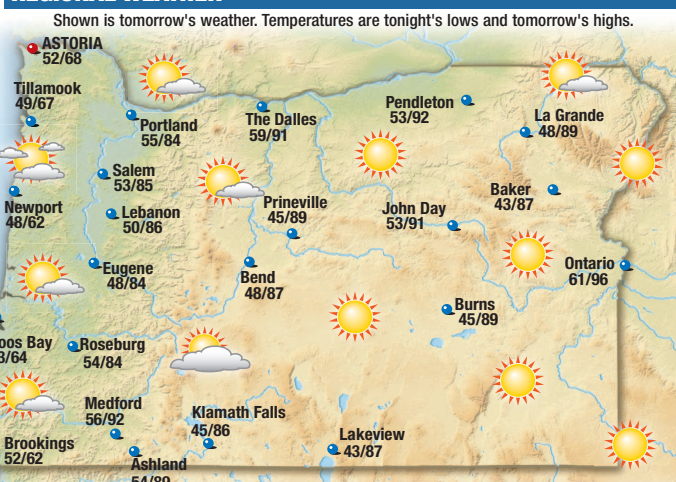 Shown is tomorrow's weather. Temperatures are tonight's lows and tomorrow's highs.
ASTORIA
52/68
Tillamook
49/67
Portland
55/84
The Dalles
59/91
Pendleton
53/92
La Grande
48/89
Salem
53/85
Newport
48/62
Lebanon
50/86
Prineville
45/89
John Day
53/91
Baker
43/87
Eugene
48/84
Bend
48/87
Ontario
61/96
Burns
45/89
oos Bay
/64
Roseburg
54/84
Medford
56/92
Klamath Falls
45/86
Lakeview
43/87
Brookings
52/62
Ashland